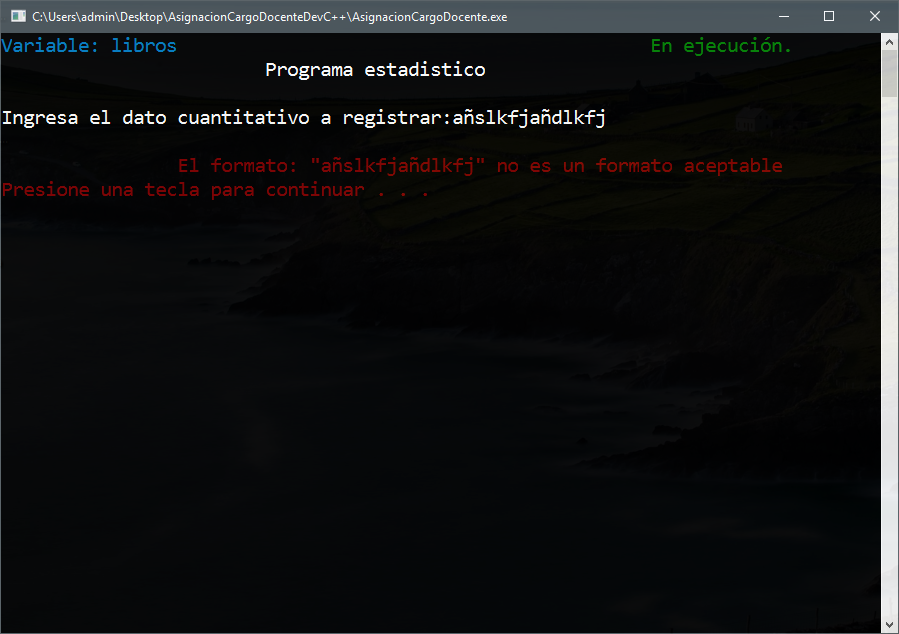 C:\Users\admin\Desktop\AsignacionCargoDocenteDevC++\AsignacionCargoDocente.exe
Variable: libros En ejecución.
Programa estadistico
Ingresa el dato cuantitativo a registrar:añslkfjañdlkfj
El formato: "añslkfjañdlkfj" no es un formato aceptable
Presione una tecla para continuar . . .